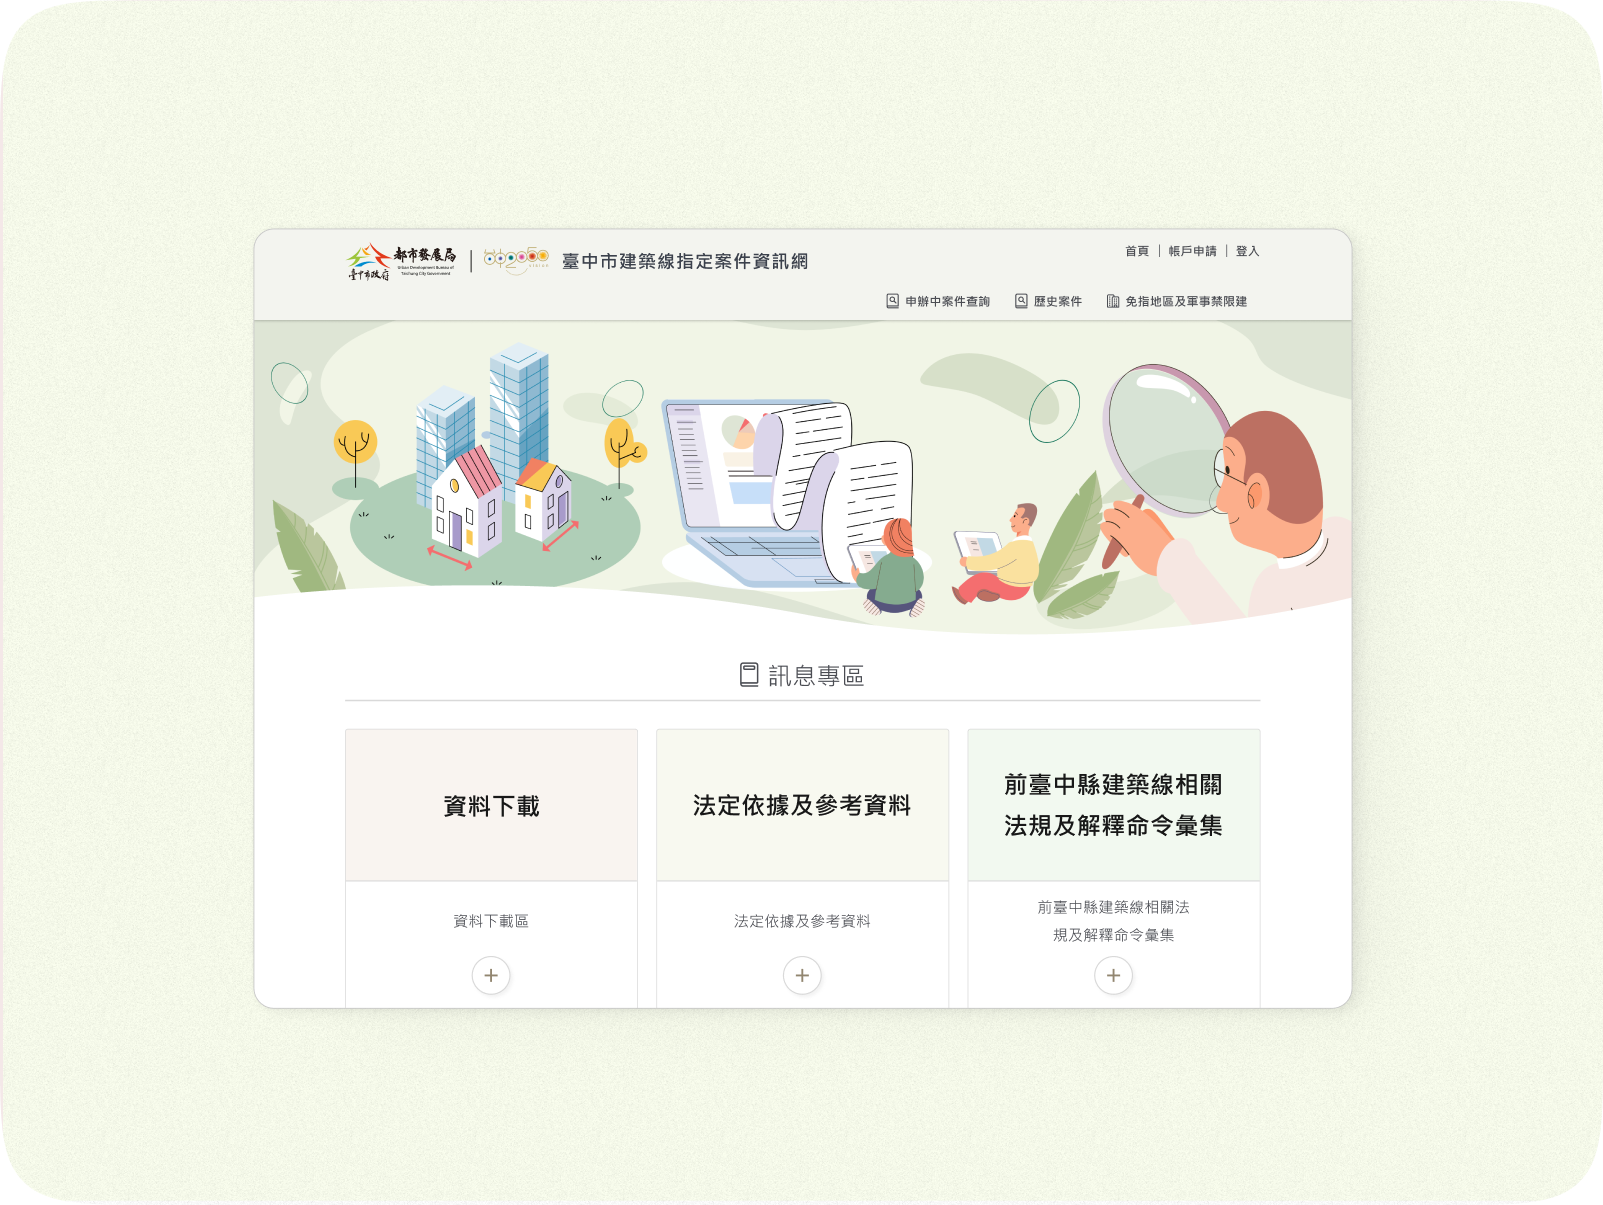 首頁 | 帳戶申請 | 登入
都市發展局
Urban Development Bureau of
Taichung City Government
臺中市政府
臺中市建築線指定案件資訊網
申辦中案件查詢 歷史案件 免指地區及軍事禁限建
訊息專區
資料下載
法定依據及參考資料
前臺中縣建築線相關
法規及解釋命令彙集
資料下載區
法定依據及參考資料
前臺中縣建築線相關法
規及解釋命令彙集